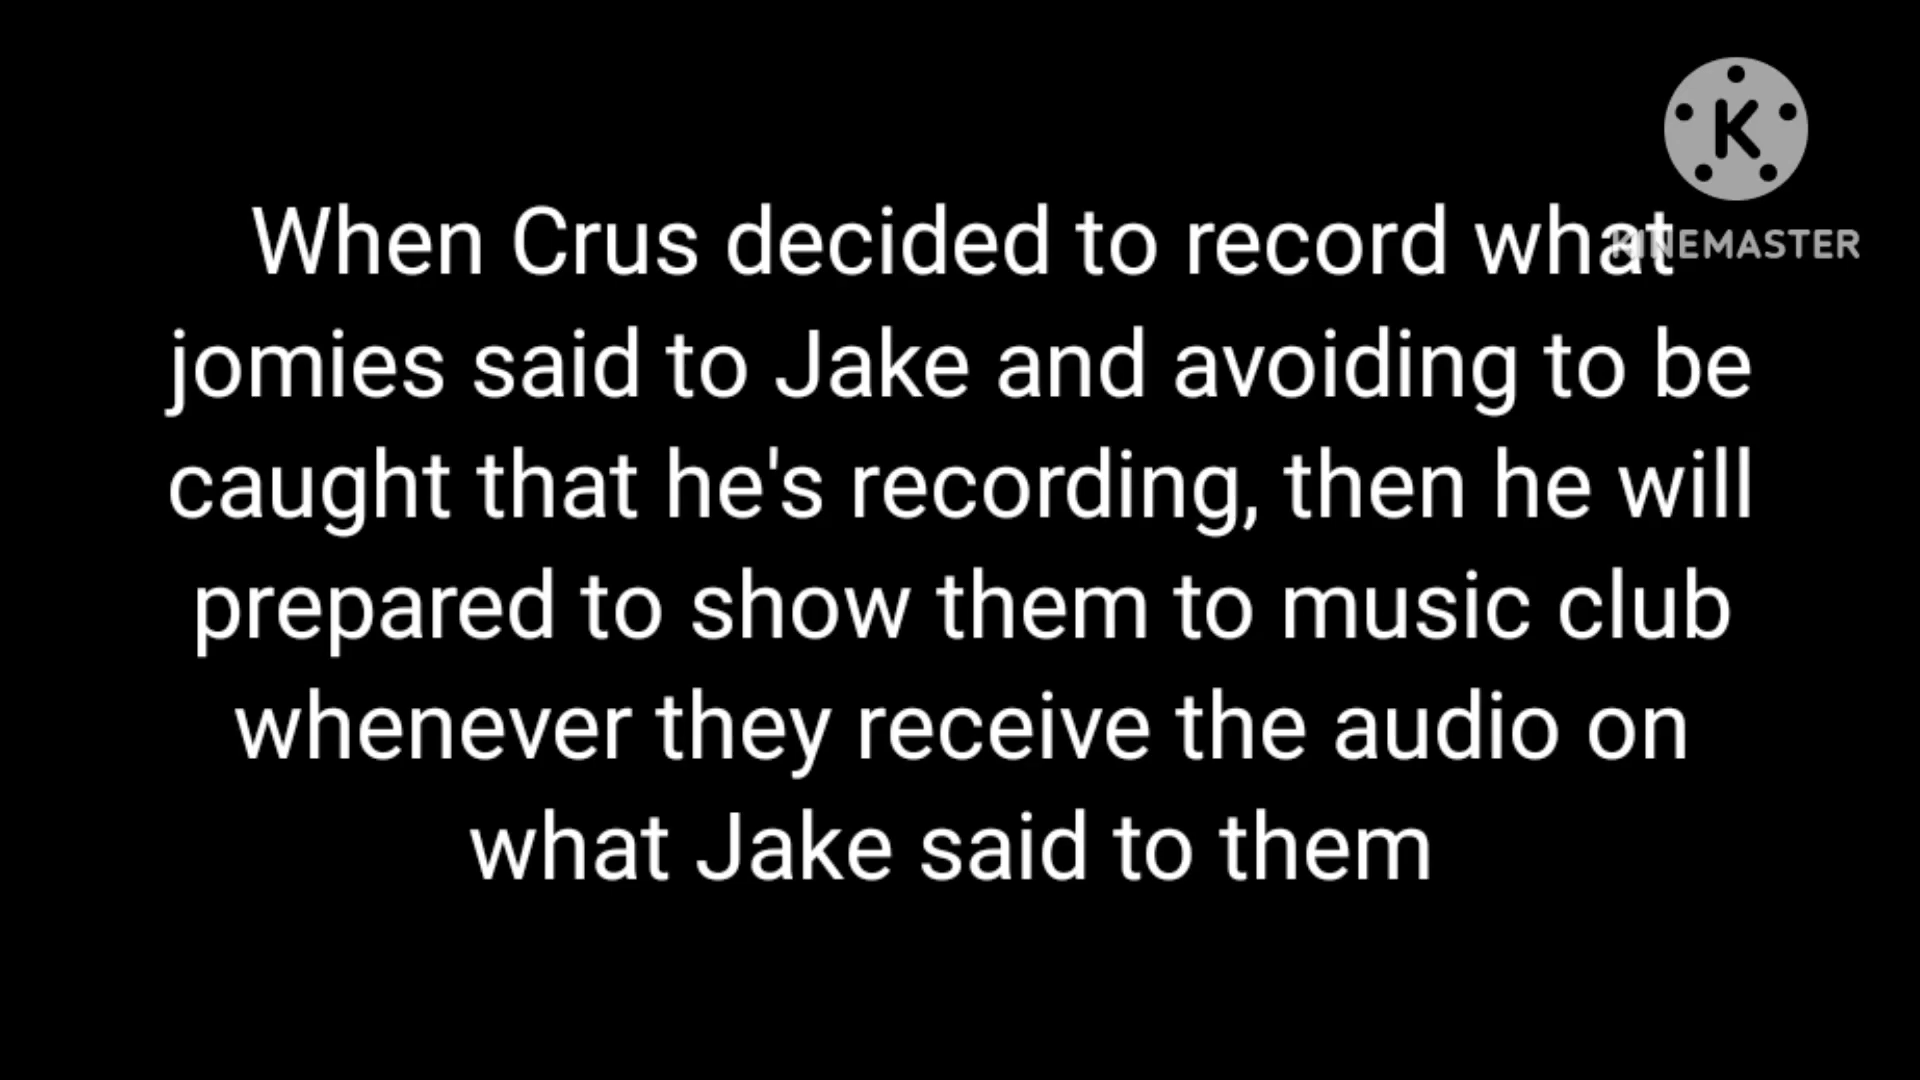 K
KINEMASTER
When Crus decided to record what
jomies said to Jake and avoiding to be
caught that he's recording, then he will
prepared to show them to music club
whenever they receive the audio on
what Jake said to them